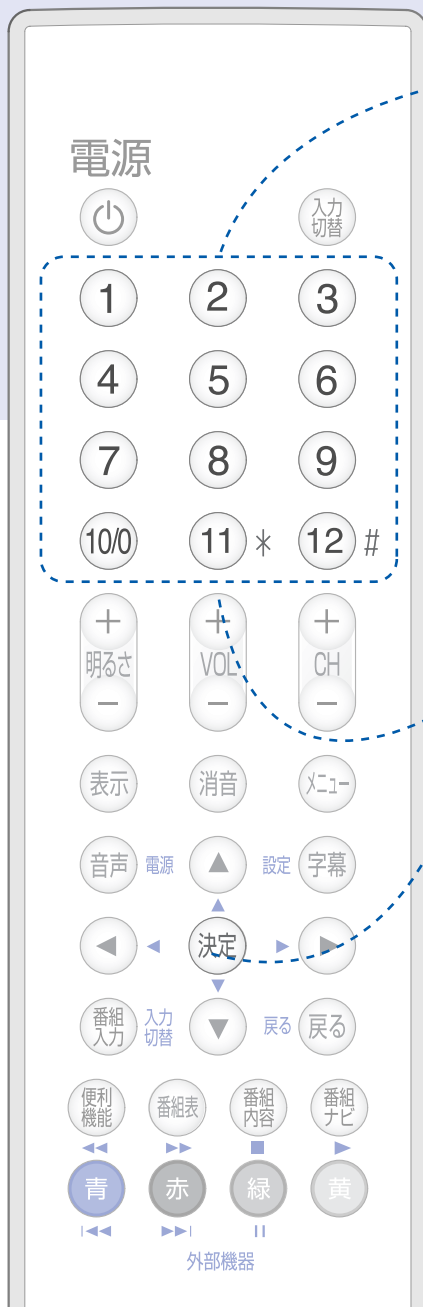 電源
入力
切替
1 2 3
4 5 6
7 8 9
10/0 11 * 12 #
+ + +
明るさ VOL CH
− − −
表示 消音 メニュー
音声 電源 ▲ 設定 字幕
▲
◀ ◀ 決定 ▶ ▶
▼
番組
入力
入力
切替
▼ 戻る 戻る
便利
機能
番組表
番組
内容
番組
ナビ
◀◀ ▶▶ ■ ▶
青 赤 緑 黄
|◀◀ ▶▶| II
外部機器